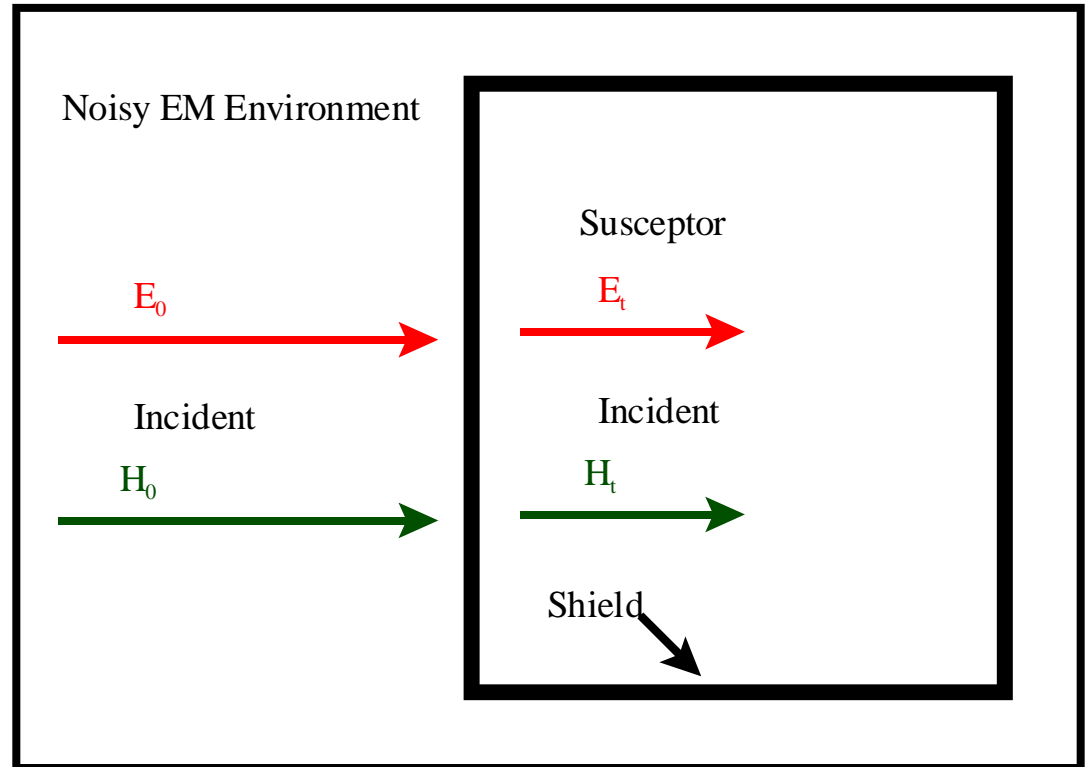 Noisy EM Environment
Susceptor
E₀
Eₜ
Incident
Incident
H₀
Hₜ
Shield